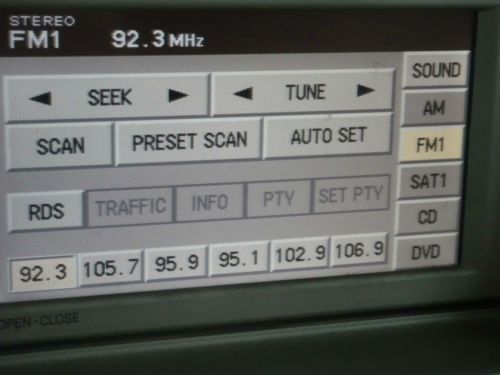 STEREO
FM1 92.3 MHz
SOUND
◄ SEEK ► ◄ TUNE ►
AM
SCAN PRESET SCAN AUTO SET
FM1
SAT1
RDS TRAFFIC INFO PTY SET PTY
CD
92.3 105.7 95.9 95.1 102.9 106.9
DVD
OPEN·CLOSE